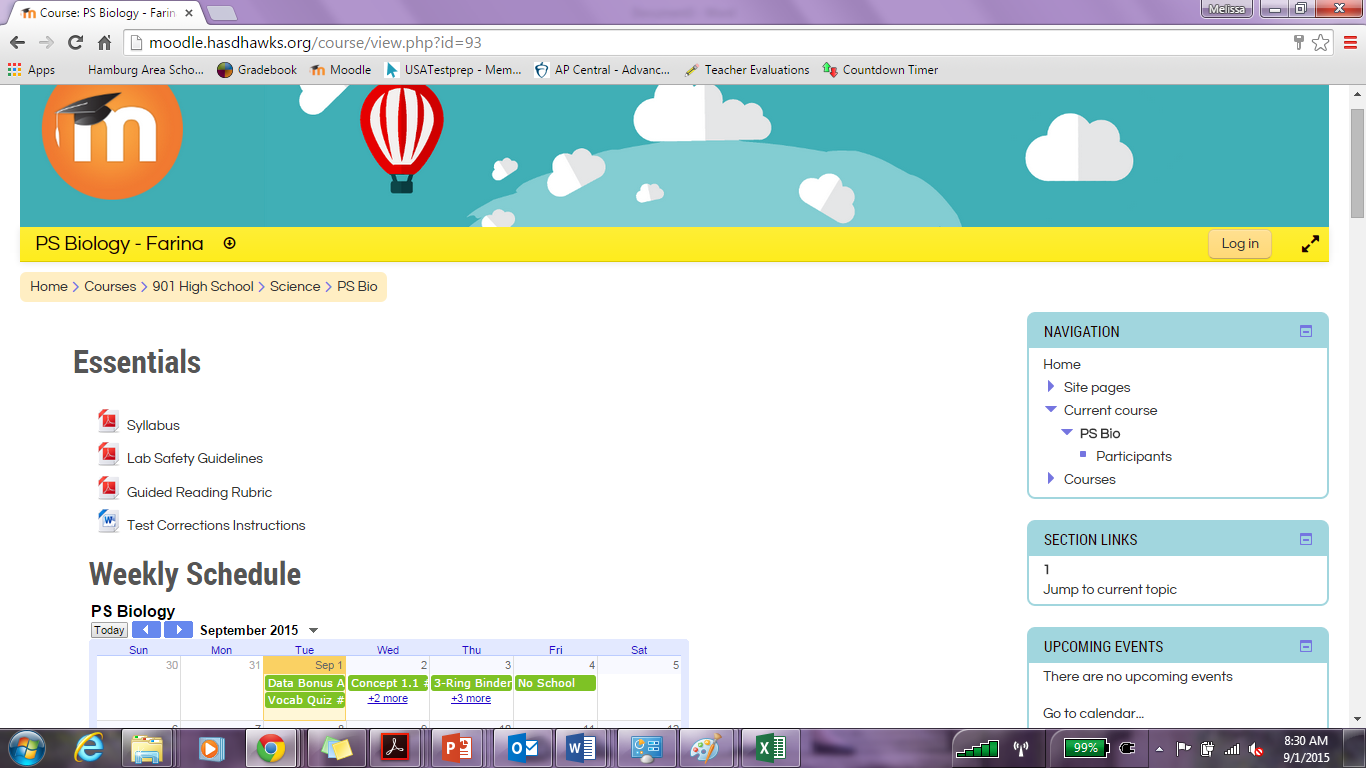 Course: PS Biology - Farin
Melissa
moodle.hasdhawks.org/course/view.php?id=93
Apps Hamburg Area Scho... Gradebook Moodle USATestprep - Mem... AP Central - Advanc... Teacher Evaluations Countdown Timer
m
PS Biology - Farina Log in
Home Courses 901 High School Science PS Bio
Essentials
Syllabus
Lab Safety Guidelines
Guided Reading Rubric
Test Corrections Instructions
Weekly Schedule
PS Biology
Today September 2015
Sun Mon Tue Wed Thu Fri Sat
30 31 Sep 1 2 3 4 5
Data Bonus A Concept 1.1 # 3-Ring Binder No School
Vocab Quiz # +2 more +3 more
NAVIGATION
Home
Site pages
Current course
PS Bio
Participants
Courses
SECTION LINKS
1
Jump to current topic
UPCOMING EVENTS
There are no upcoming events
Go to calendar...
99%
8:30 AM
9/1/2015